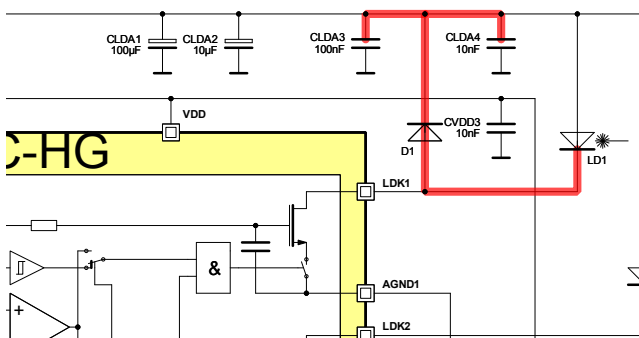 CLDA1
100µF
CLDA2
10µF
CLDA3
100nF
CLDA4
10nF
VDD
CVDD3
10nF
D1
LD1
C-HG
LDK1
&
AGND1
+
LDK2